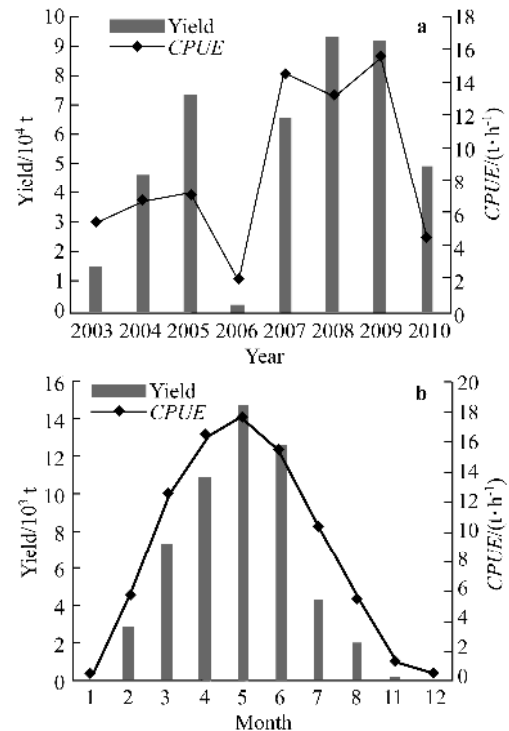 Yield
CPUE
a
10
9
8
7
6
5
4
3
2
1
0
Yield/10⁴ t
18
16
14
12
10
8
6
4
2
0
CPUE/(t·h⁻¹)
2003 2004 2005 2006 2007 2008 2009 2010
Year
Yield
CPUE
b
16
14
12
10
8
6
4
2
0
Yield/10³ t
20
18
16
14
12
10
8
6
4
2
0
CPUE/(t·h⁻¹)
1 2 3 4 5 6 7 8 11 12
Month